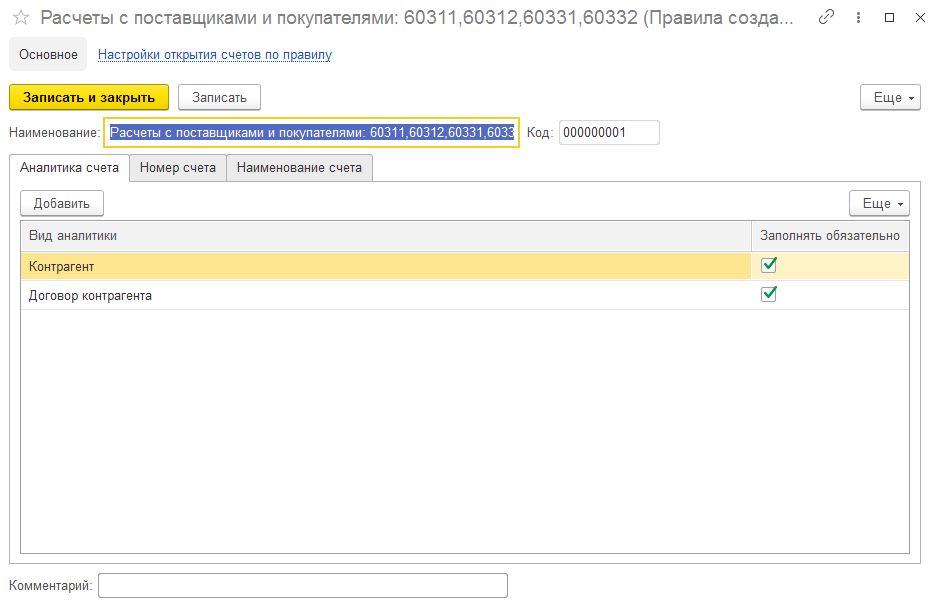 Расчеты с поставщиками и покупателями: 60311,60312,60331,60332 (Правила созда...
Основное Настройки открытия счетов по правилу
Записать и закрыть Записать Еще
Наименование: Расчеты с поставщиками и покупателями: 60311,60312,60331,6033 Код: 000000001
Аналитика счета Номер счета Наименование счета
Добавить Еще
Вид аналитики Заполнять обязательно
Контрагент
Договор контрагента
Комментарий: